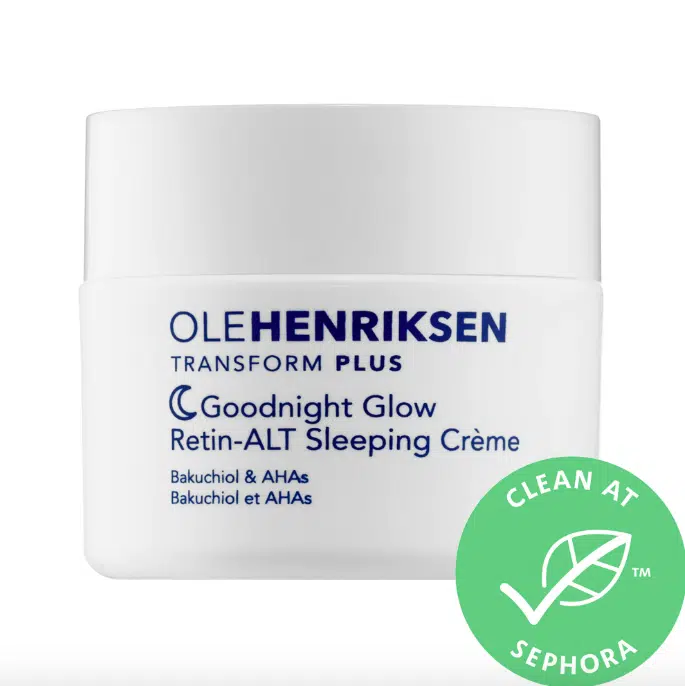 OLEHENRIKSEN
TRANSFORM PLUS
Goodnight Glow
Retin-ALT Sleeping Crème
Bakuchiol & AHAs
Bakuchiol et AHAs
CLEAN AT
TM
SEPHORA